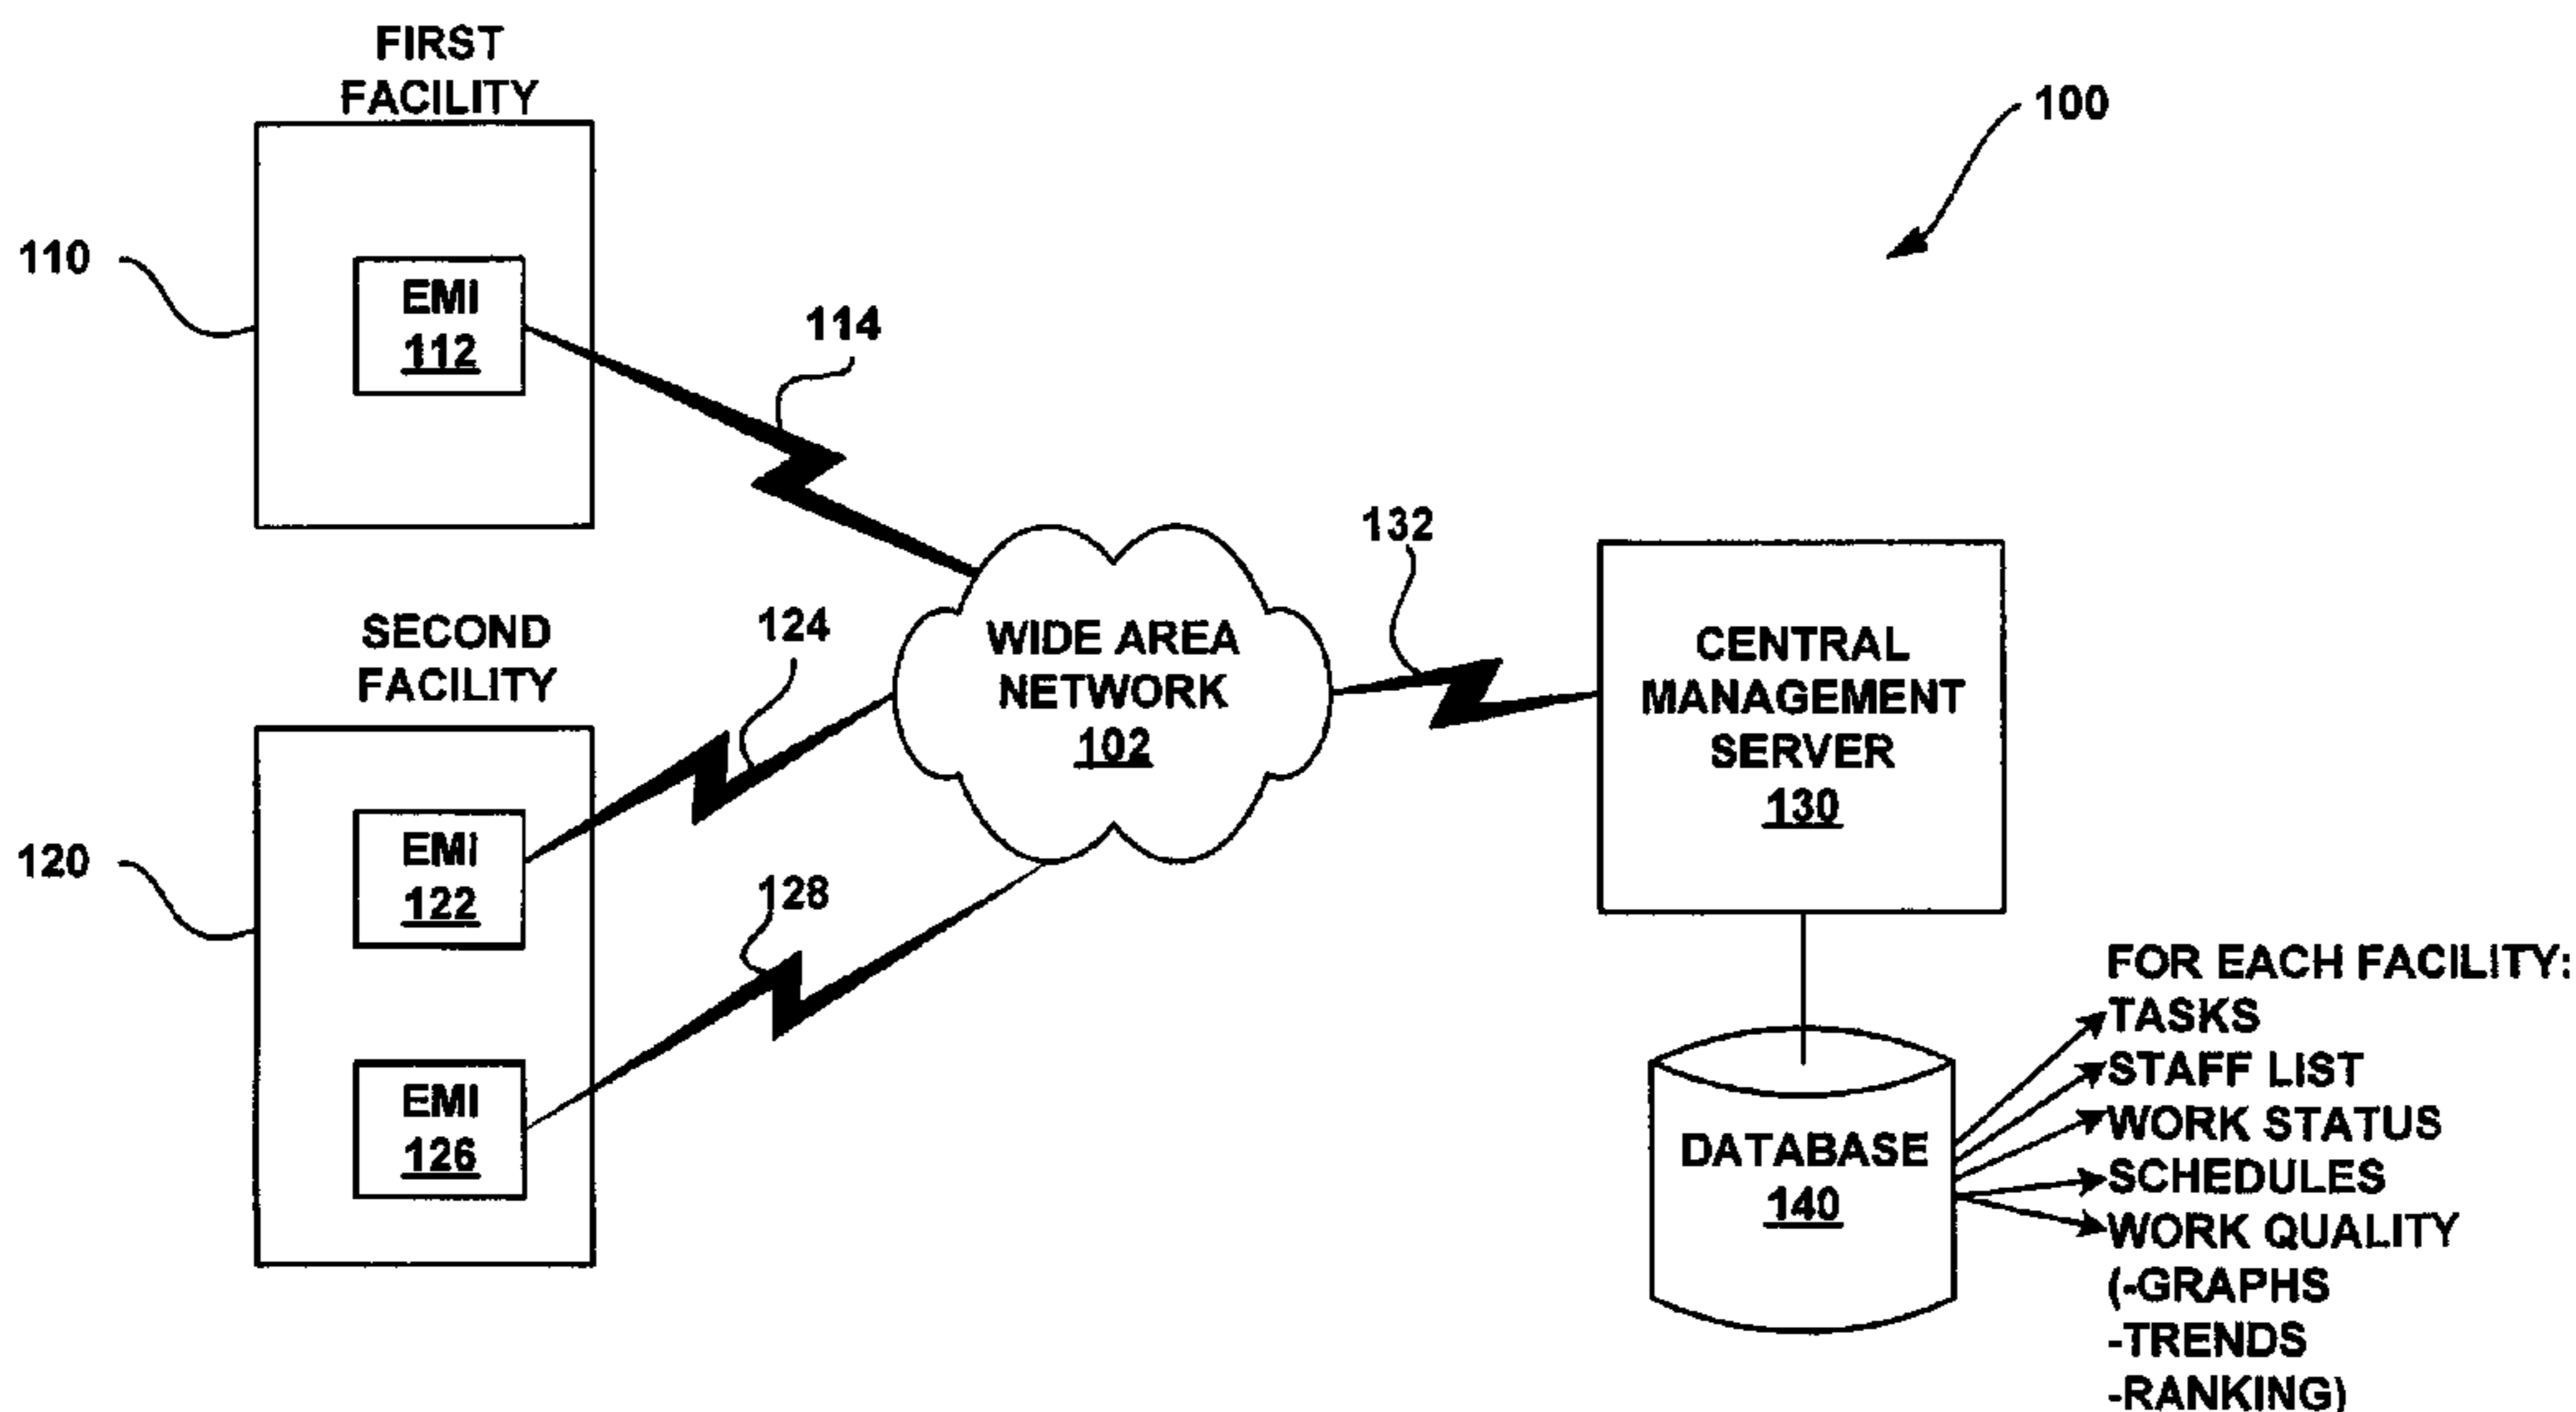 FIRST
FACILITY
100
110
EMI
112
114
132
SECOND
FACILITY
124
WIDE AREA
NETWORK
102
CENTRAL
MANAGEMENT
SERVER
130
120
EMI
122
128
EMI
126
DATABASE
140
FOR EACH FACILITY:
TASKS
STAFF LIST
WORK STATUS
SCHEDULES
WORK QUALITY
(-GRAPHS
-TRENDS
-RANKING)